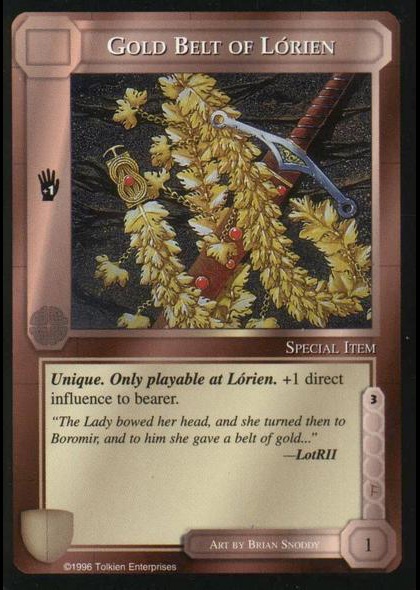 GOLD BELT OF LÓRIEN
+1
SPECIAL ITEM
Unique. Only playable at Lórien. +1 direct
influence to bearer.
"The Lady bowed her head, and she turned then to
Boromir, and to him she gave a belt of gold..."
—LotRII
3
ART BY BRIAN SNODDY
1
©1996 Tolkien Enterprises